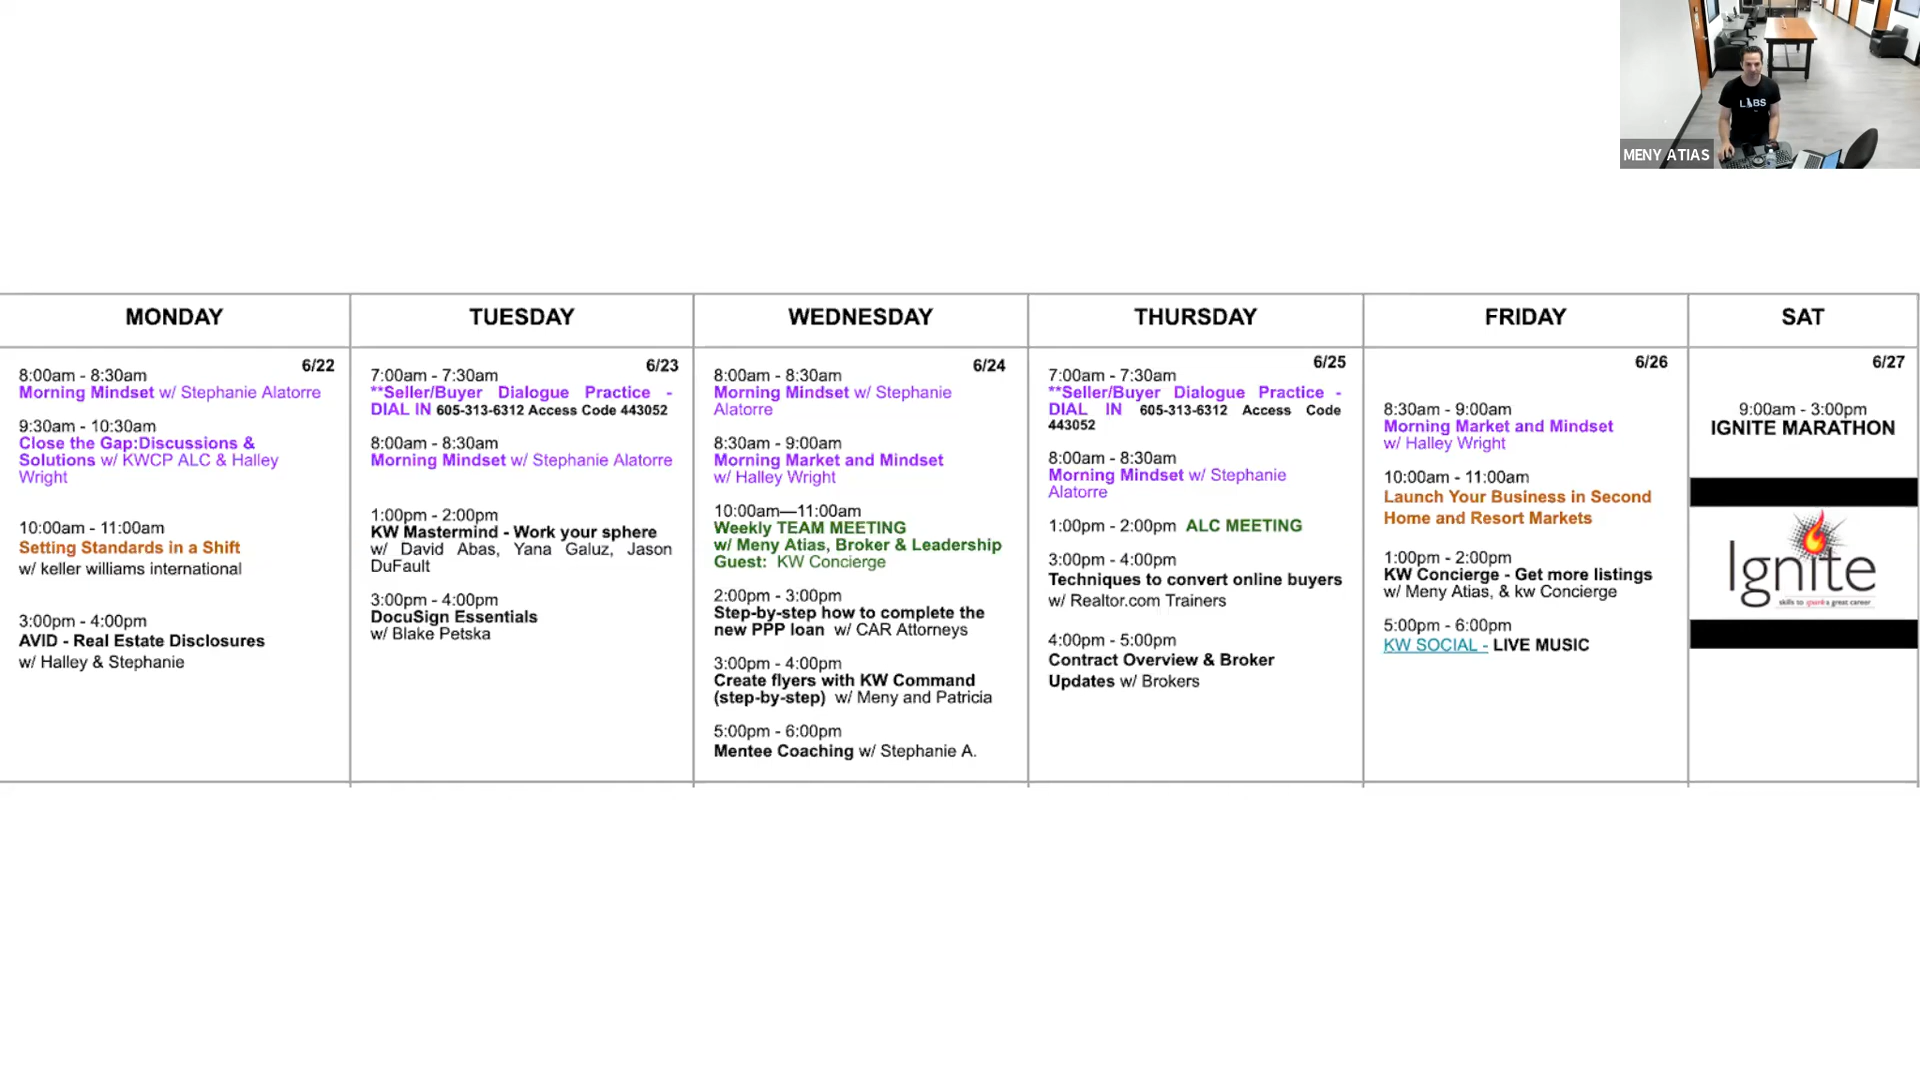 LABS
MENY ATIAS
MONDAY
6/22
8:00am - 8:30am
Morning Mindset w/ Stephanie Alatorre
9:30am - 10:30am
Close the Gap:Discussions &
Solutions w/ KWCP ALC & Halley
Wright
10:00am - 11:00am
Setting Standards in a Shift
w/ keller williams international
3:00pm - 4:00pm
AVID - Real Estate Disclosures
w/ Halley & Stephanie
TUESDAY
6/23
7:00am - 7:30am
**Seller/Buyer Dialogue Practice -
DIAL IN 605-313-6312 Access Code 443052
8:00am - 8:30am
Morning Mindset w/ Stephanie Alatorre
1:00pm - 2:00pm
KW Mastermind - Work your sphere
w/ David Abas, Yana Galuz, Jason
DuFault
3:00pm - 4:00pm
DocuSign Essentials
w/ Blake Petska
WEDNESDAY
6/24
8:00am - 8:30am
Morning Mindset w/ Stephanie
Alatorre
8:30am - 9:00am
Morning Market and Mindset
w/ Halley Wright
10:00am—11:00am
Weekly TEAM MEETING
w/ Meny Atias, Broker & Leadership
Guest: KW Concierge
2:00pm - 3:00pm
Step-by-step how to complete the
new PPP loan w/ CAR Attorneys
3:00pm - 4:00pm
Create flyers with KW Command
(step-by-step) w/ Meny and Patricia
5:00pm - 6:00pm
Mentee Coaching w/ Stephanie A.
THURSDAY
6/25
7:00am - 7:30am
**Seller/Buyer Dialogue Practice -
DIAL IN 605-313-6312 Access Code
443052
8:00am - 8:30am
Morning Mindset w/ Stephanie
Alatorre
1:00pm - 2:00pm ALC MEETING
3:00pm - 4:00pm
Techniques to convert online buyers
w/ Realtor.com Trainers
4:00pm - 5:00pm
Contract Overview & Broker
Updates w/ Brokers
FRIDAY
6/26
8:30am - 9:00am
Morning Market and Mindset
w/ Halley Wright
10:00am - 11:00am
Launch Your Business in Second
Home and Resort Markets
1:00pm - 2:00pm
KW Concierge - Get more listings
w/ Meny Atias, & kw Concierge
5:00pm - 6:00pm
KW SOCIAL - LIVE MUSIC
SAT
6/27
9:00am - 3:00pm
IGNITE MARATHON
Ignite
skills to ignite a great career